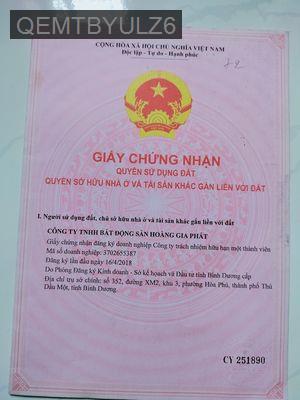 QEMTBYULZ6
CỘNG HÒA XÃ HỘI CHỦ NGHĨA VIỆT NAM
Độc lập - Tự do - Hạnh phúc
GIẤY CHỨNG NHẬN
QUYỀN SỬ DỤNG ĐẤT
QUYỀN SỞ HỮU NHÀ Ở VÀ TÀI SẢN KHÁC GẮN LIỀN VỚI ĐẤT
I. Người sử dụng đất, chủ sở hữu nhà ở và tài sản khác gắn liền với đất
CÔNG TY TNHH BẤT ĐỘNG SẢN HOÀNG GIA PHÁT
Giấy chứng nhận đăng ký doanh nghiệp Công ty trách nhiệm hữu hạn một thành viên
Mã số doanh nghiệp: 3702655387
Đăng ký lần đầu ngày 16/4/2018
Do Phòng Đăng Ký Kinh doanh - Sở kế hoạch và Đầu tư tỉnh Bình Dương cấp
Địa chỉ trụ sở chính: số 352, đường XM2, khu 3, phường Hòa Phú, thành phố Thủ
Dầu Một, tỉnh Bình Dương.
CY 251890